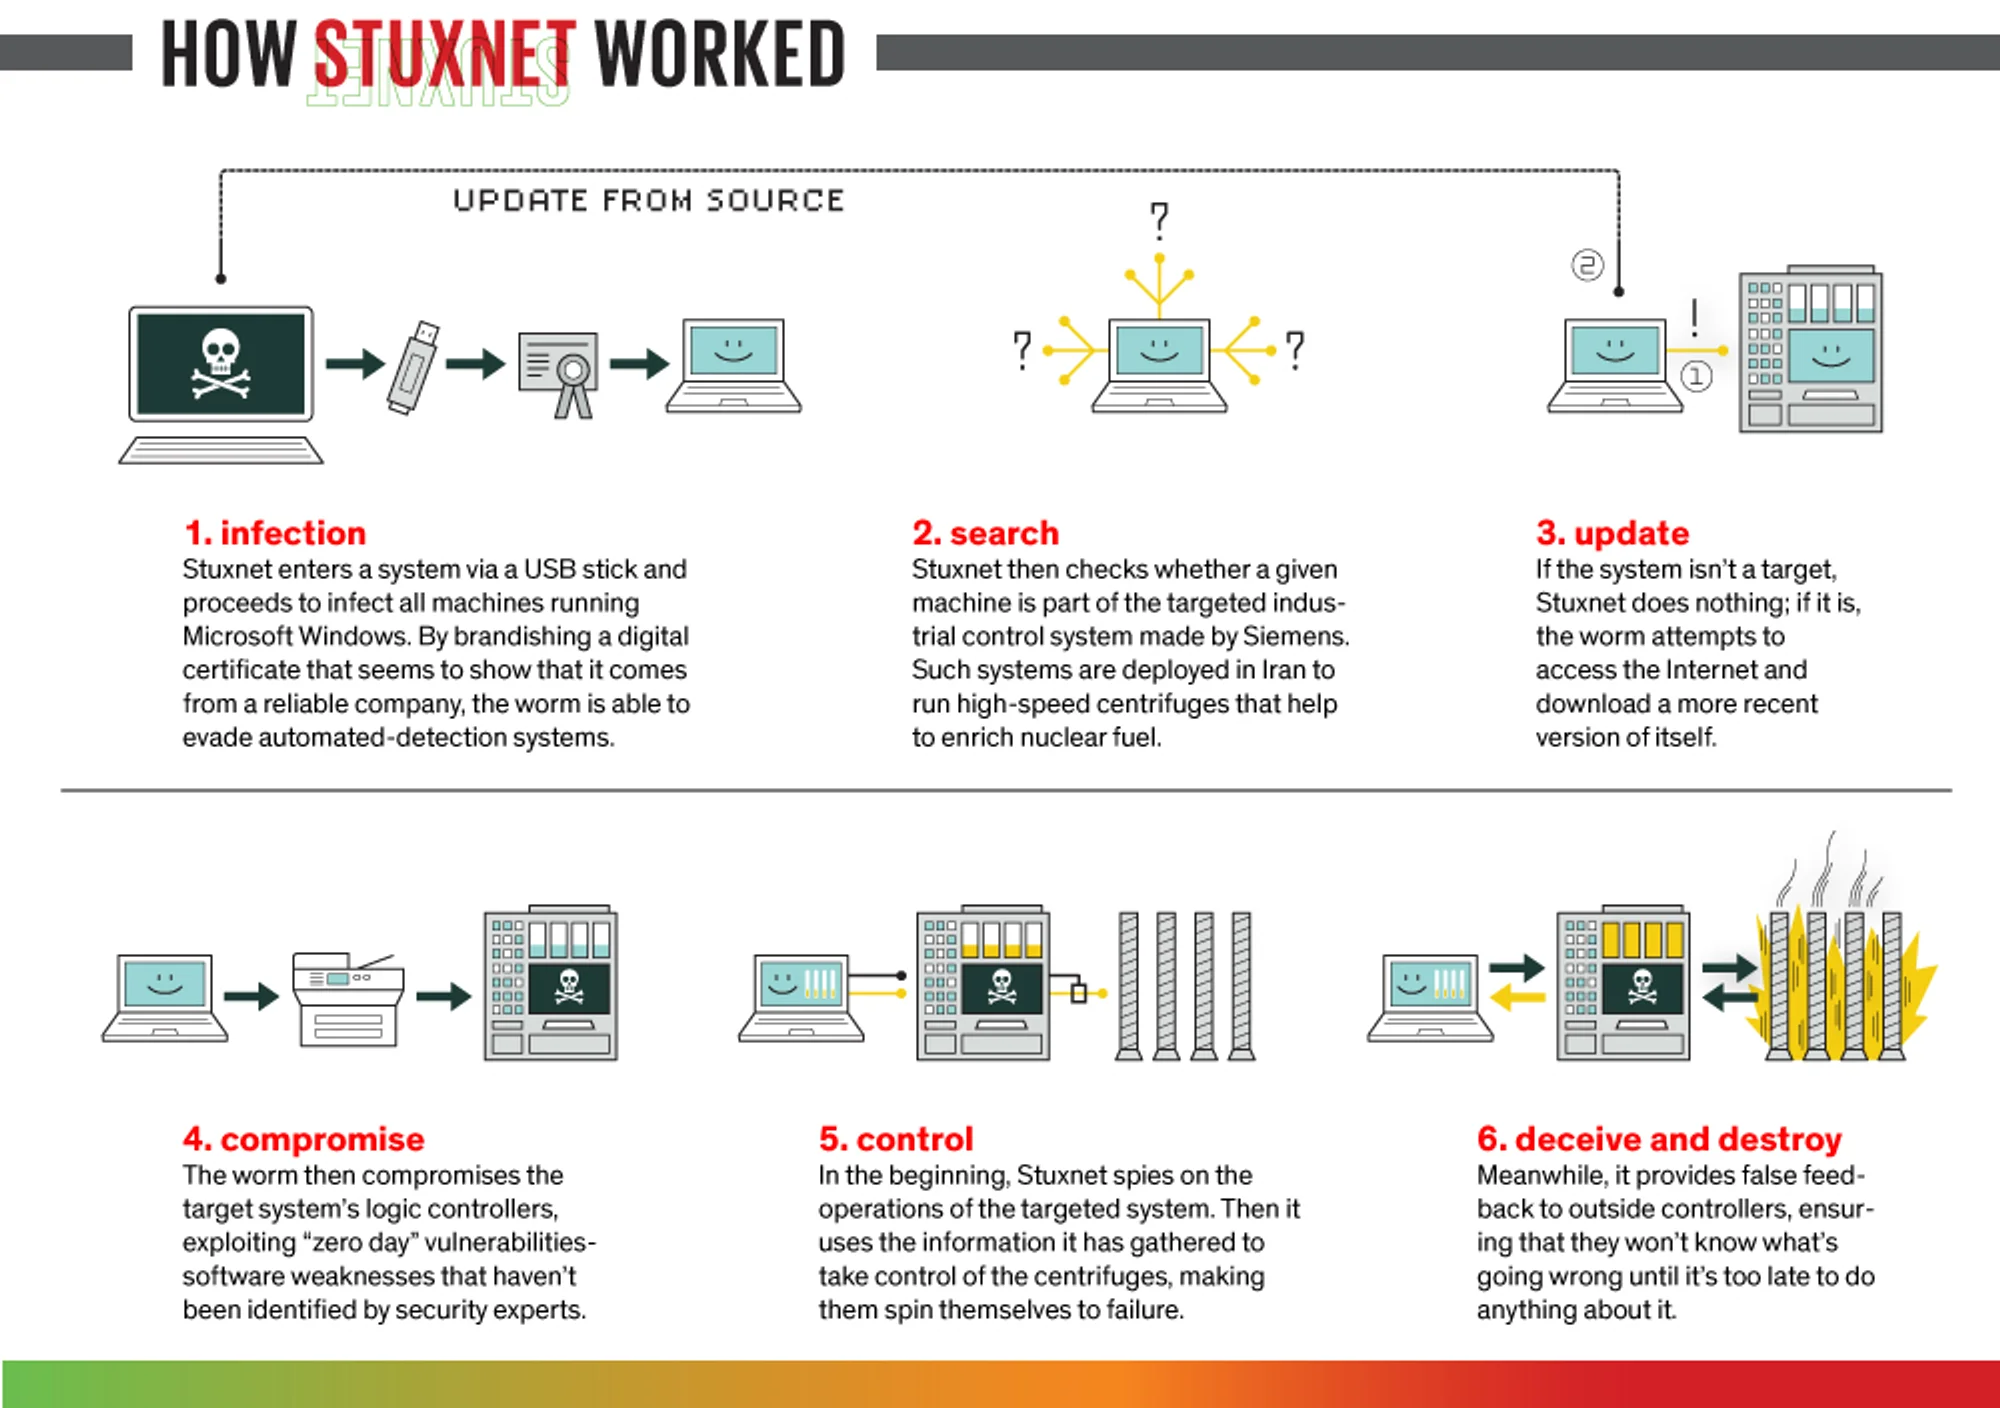 HOW STUXNET WORKED
STUXNET
UPDATE FROM SOURCE
?
?
?
2
!
1
1. infection
Stuxnet enters a system via a USB stick and
proceeds to infect all machines running
Microsoft Windows. By brandishing a digital
certificate that seems to show that it comes
from a reliable company, the worm is able to
evade automated-detection systems.
2. search
Stuxnet then checks whether a given
machine is part of the targeted indus-
trial control system made by Siemens.
Such systems are deployed in Iran to
run high-speed centrifuges that help
to enrich nuclear fuel.
3. update
If the system isn't a target,
Stuxnet does nothing; if it is,
the worm attempts to
access the Internet and
download a more recent
version of itself.
4. compromise
The worm then compromises the
target system's logic controllers,
exploiting “zero day” vulnerabilities-
software weaknesses that haven't
been identified by security experts.
5. control
In the beginning, Stuxnet spies on the
operations of the targeted system. Then it
uses the information it has gathered to
take control of the centrifuges, making
them spin themselves to failure.
6. deceive and destroy
Meanwhile, it provides false feed-
back to outside controllers, ensur-
ing that they won't know what's
going wrong until it's too late to do
anything about it.